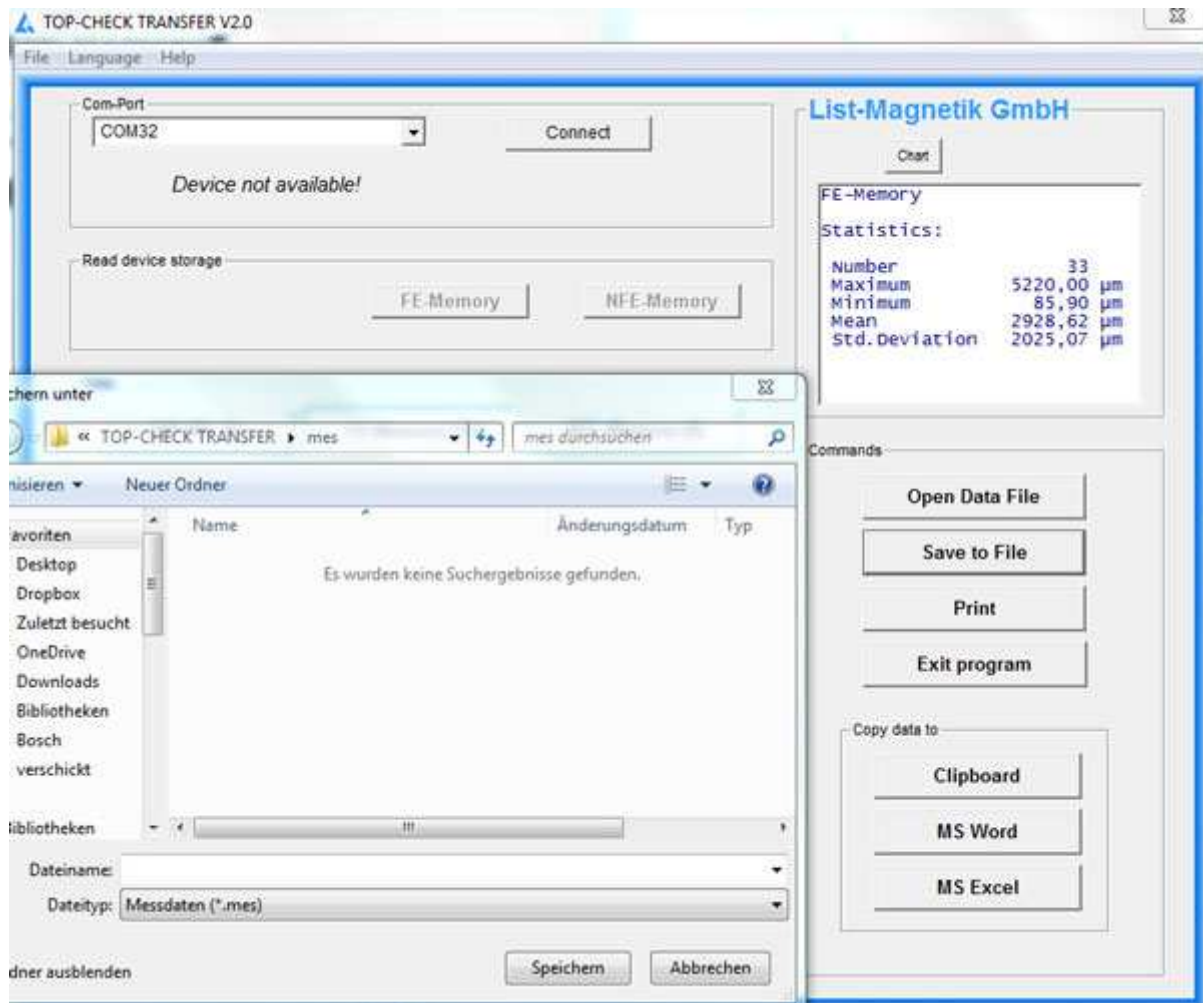 TOP-CHECK TRANSFER V2.0
File Language Help
Com-Port
COM32
Connect
Device not available!
Read device storage
FE-Memory NFE-Memory
List-Magnetik GmbH
Chart
FE-Memory
Statistics:
Number 33
Maximum 5220,00 µm
Minimum 85,90 µm
Mean 2928,62 µm
Std.Deviation 2025,07 µm
chern unter
« TOP-CHECK TRANSFER mes
mes durchsuchen
nisieren Neuer Ordner
Name Änderungsdatum Typ
Es wurden keine Suchergebnisse gefunden.
avoriten
Desktop
Dropbox
Zuletzt besucht
OneDrive
Downloads
Bibliotheken
Bosch
verschickt
Bibliotheken
Dateiname:
Dateityp: Messdaten (*.mes)
dner ausblenden
Speichern Abbrechen
Commands
Open Data File
Save to File
Print
Exit program
Copy data to
Clipboard
MS Word
MS Excel